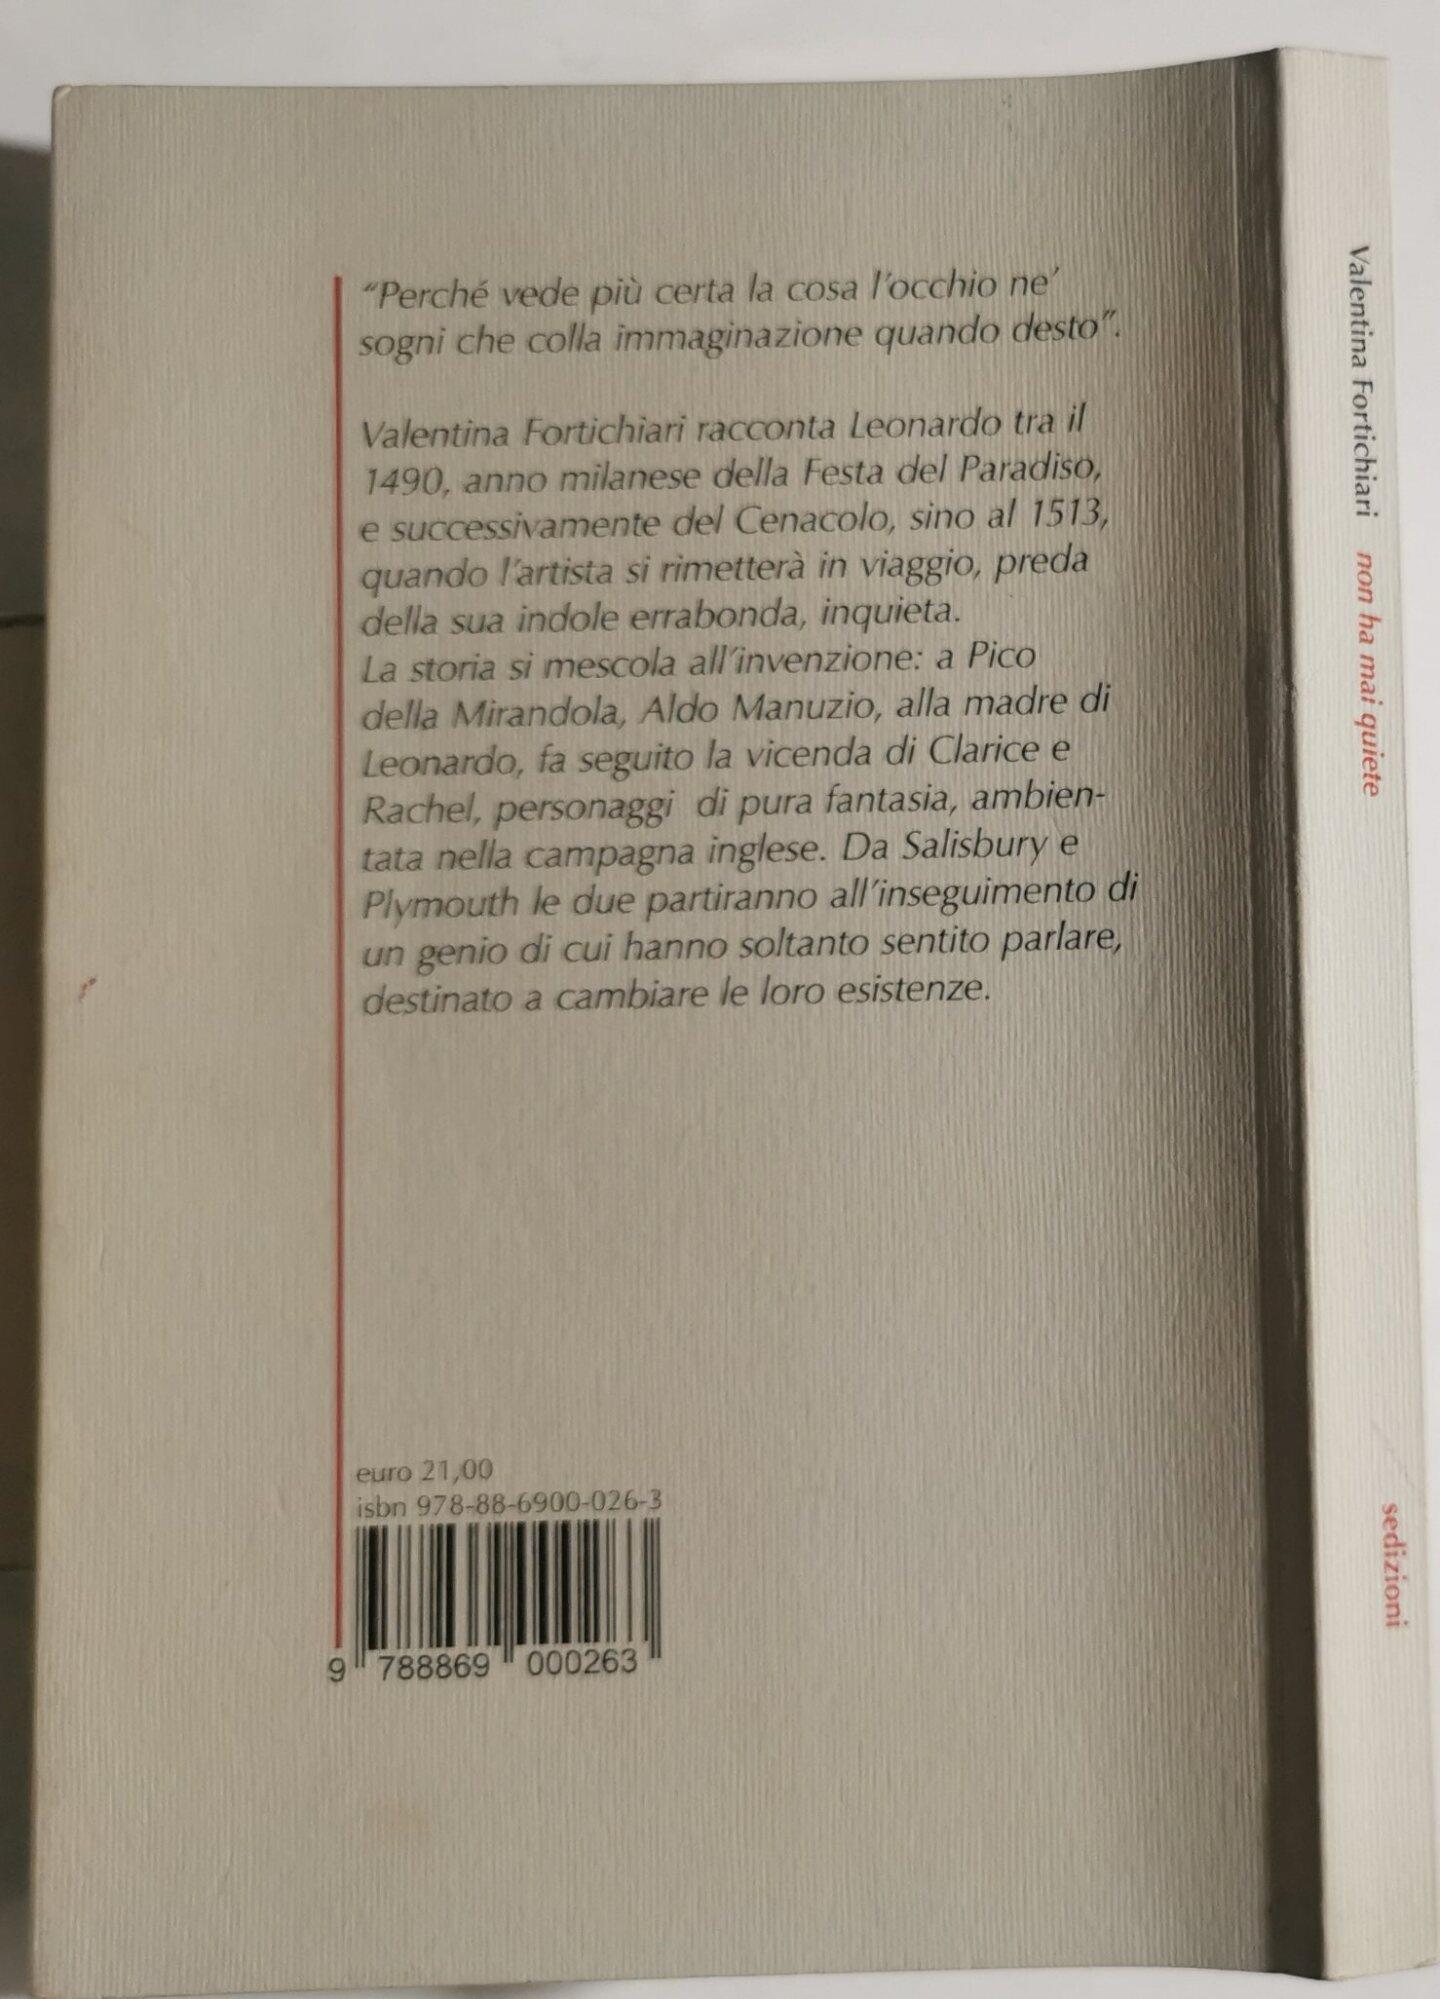 “Perché vede più certa la cosa l’occhio ne’
sogni che colla immaginazione quando desto”.
Valentina Fortichiari racconta Leonardo tra il
1490, anno milanese della Festa del Paradiso,
e successivamente del Cenacolo, sino al 1513,
quando l’artista si rimetterà in viaggio, preda
della sua indole errabonda, inquieta.
La storia si mescola all’invenzione: a Pico
della Mirandola, Aldo Manuzio, alla madre di
Leonardo, fa seguito la vicenda di Clarice e
Rachel, personaggi di pura fantasia, ambien-
tata nella campagna inglese. Da Salisbury e
Plymouth le due partiranno all’inseguimento di
un genio di cui hanno soltanto sentito parlare,
destinato a cambiare le loro esistenze.
euro 21,00
isbn 978-88-6900-026-3
9 788869 000263
Valentina Fortichiari non ha mai quiete
sedizioni